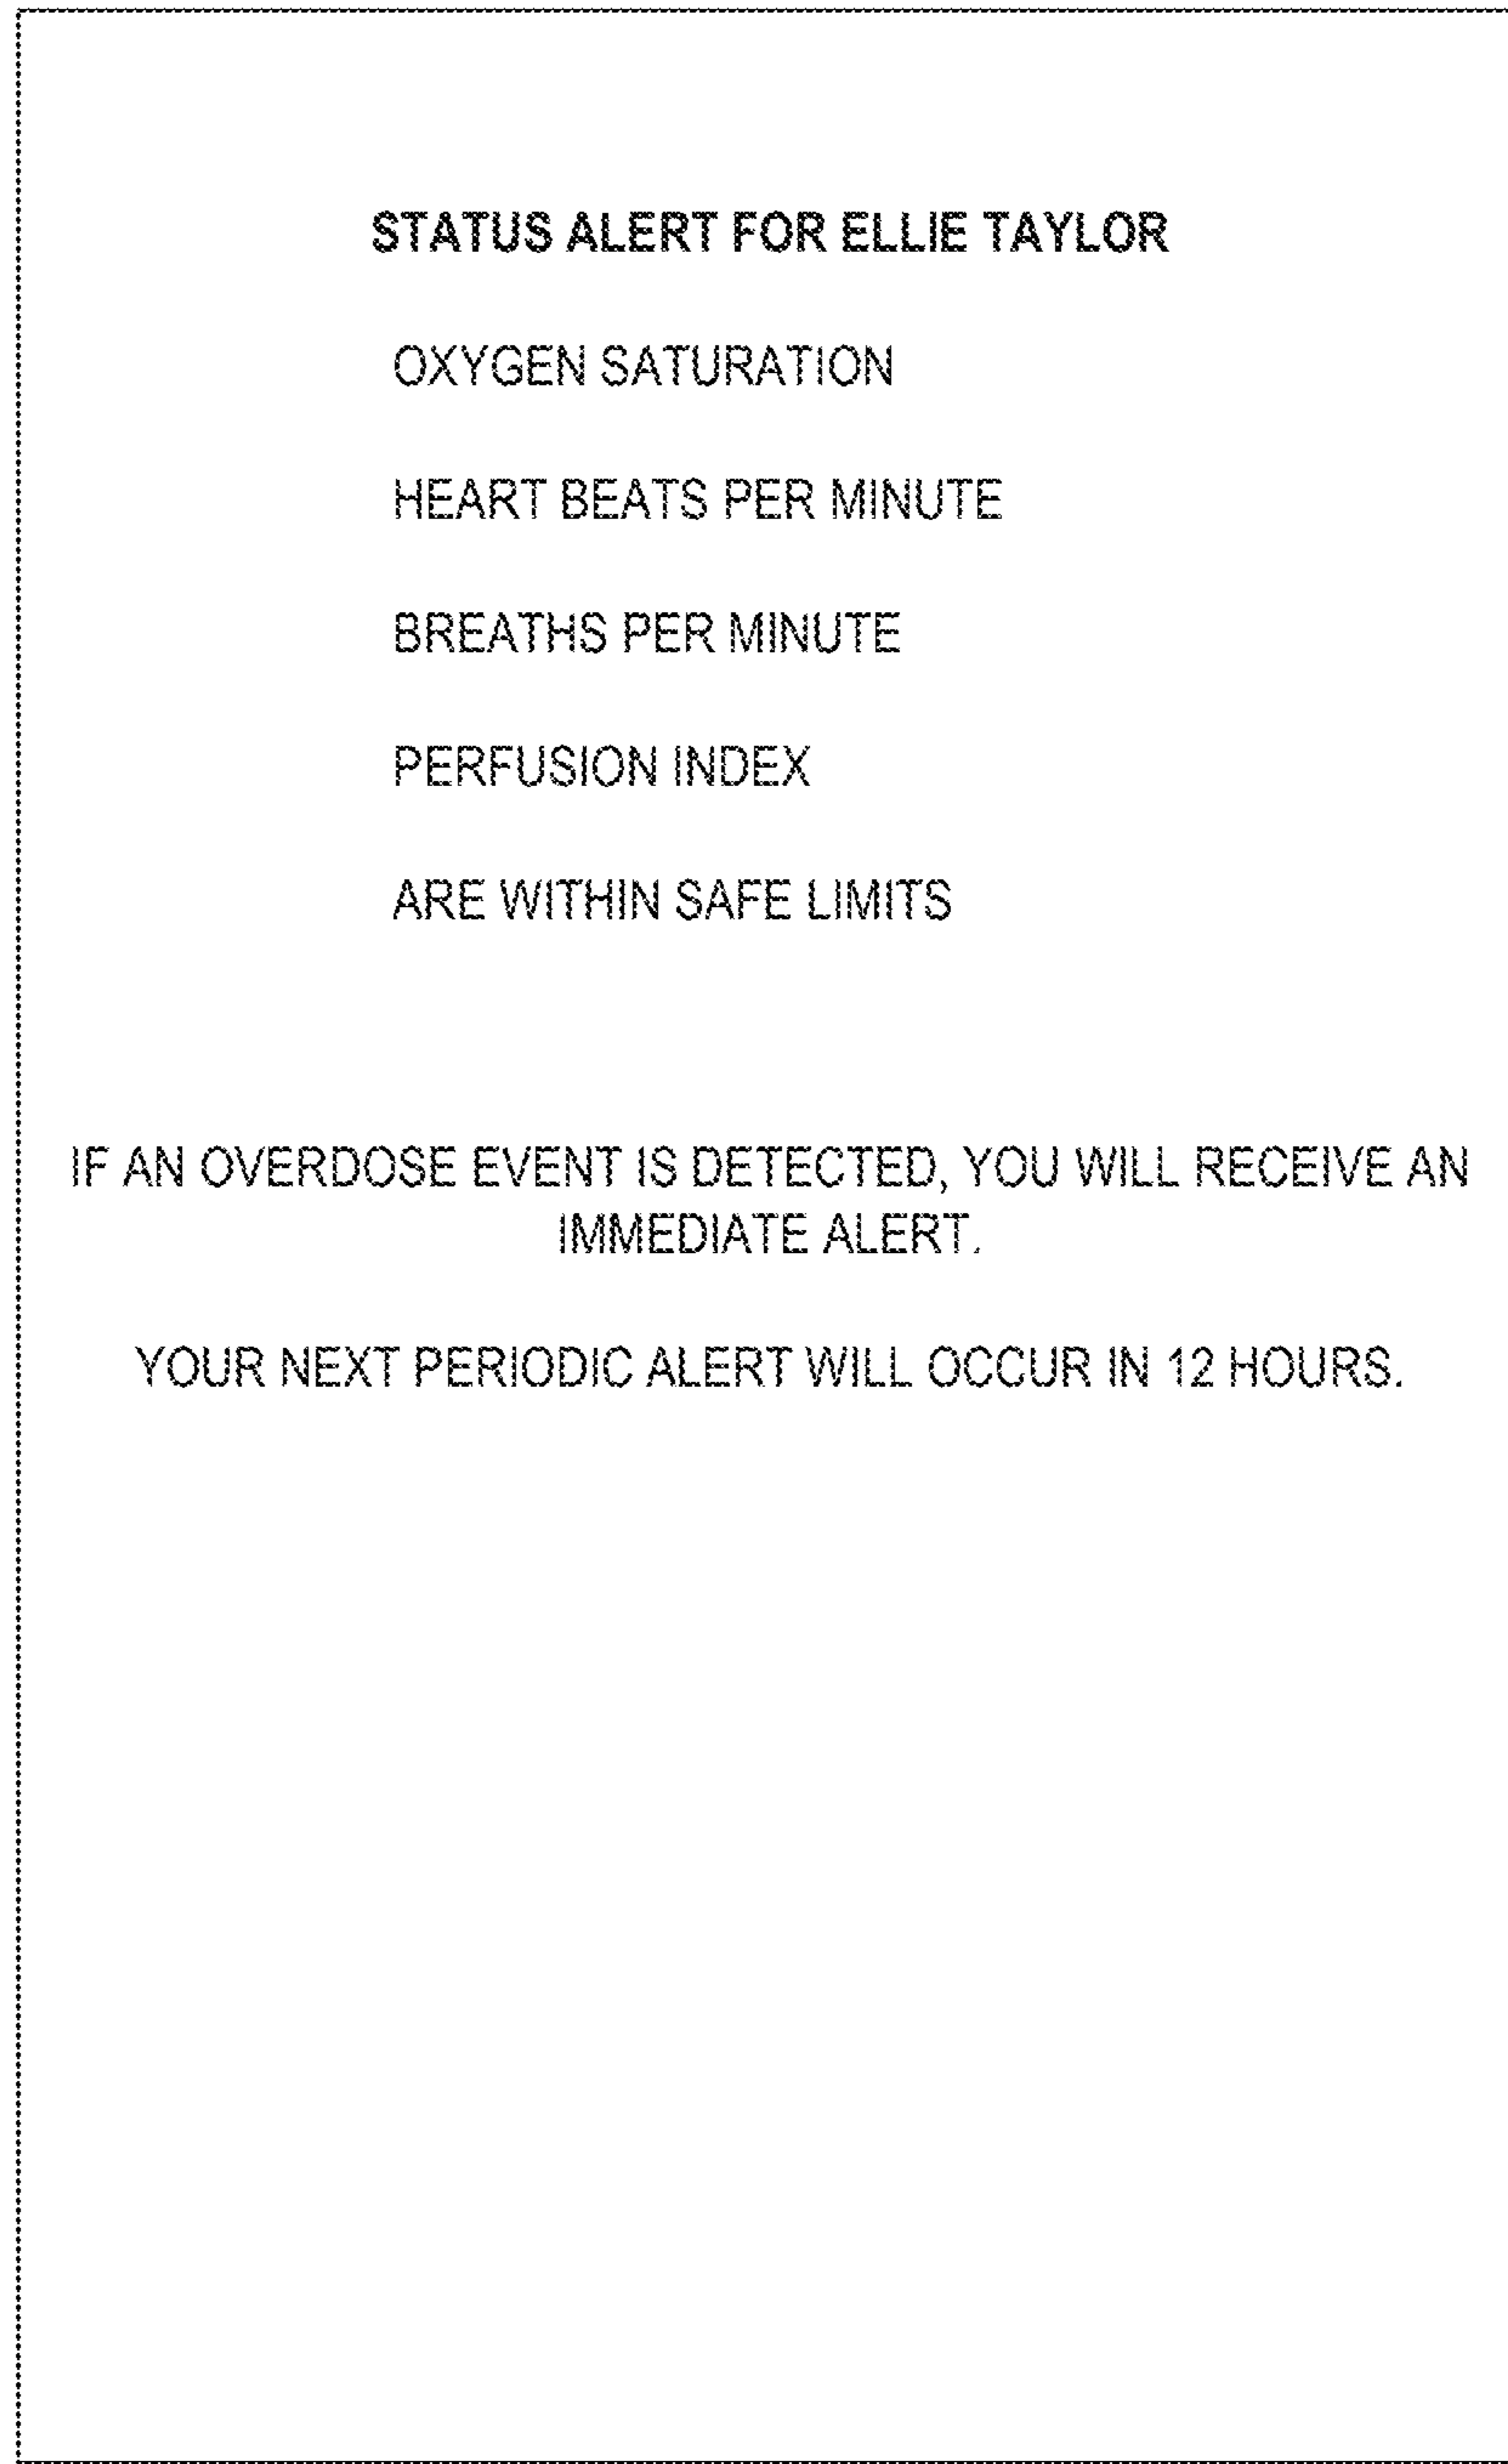 STATUS ALERT FOR ELLIE TAYLOR
OXYGEN SATURATION
HEART BEATS PER MINUTE
BREATHS PER MINUTE
PERFUSION INDEX
ARE WITHIN SAFE LIMITS
IF AN OVERDOSE EVENT IS DETECTED, YOU WILL RECEIVE AN
IMMEDIATE ALERT.
YOUR NEXT PERIODIC ALERT WILL OCCUR IN 12 HOURS.